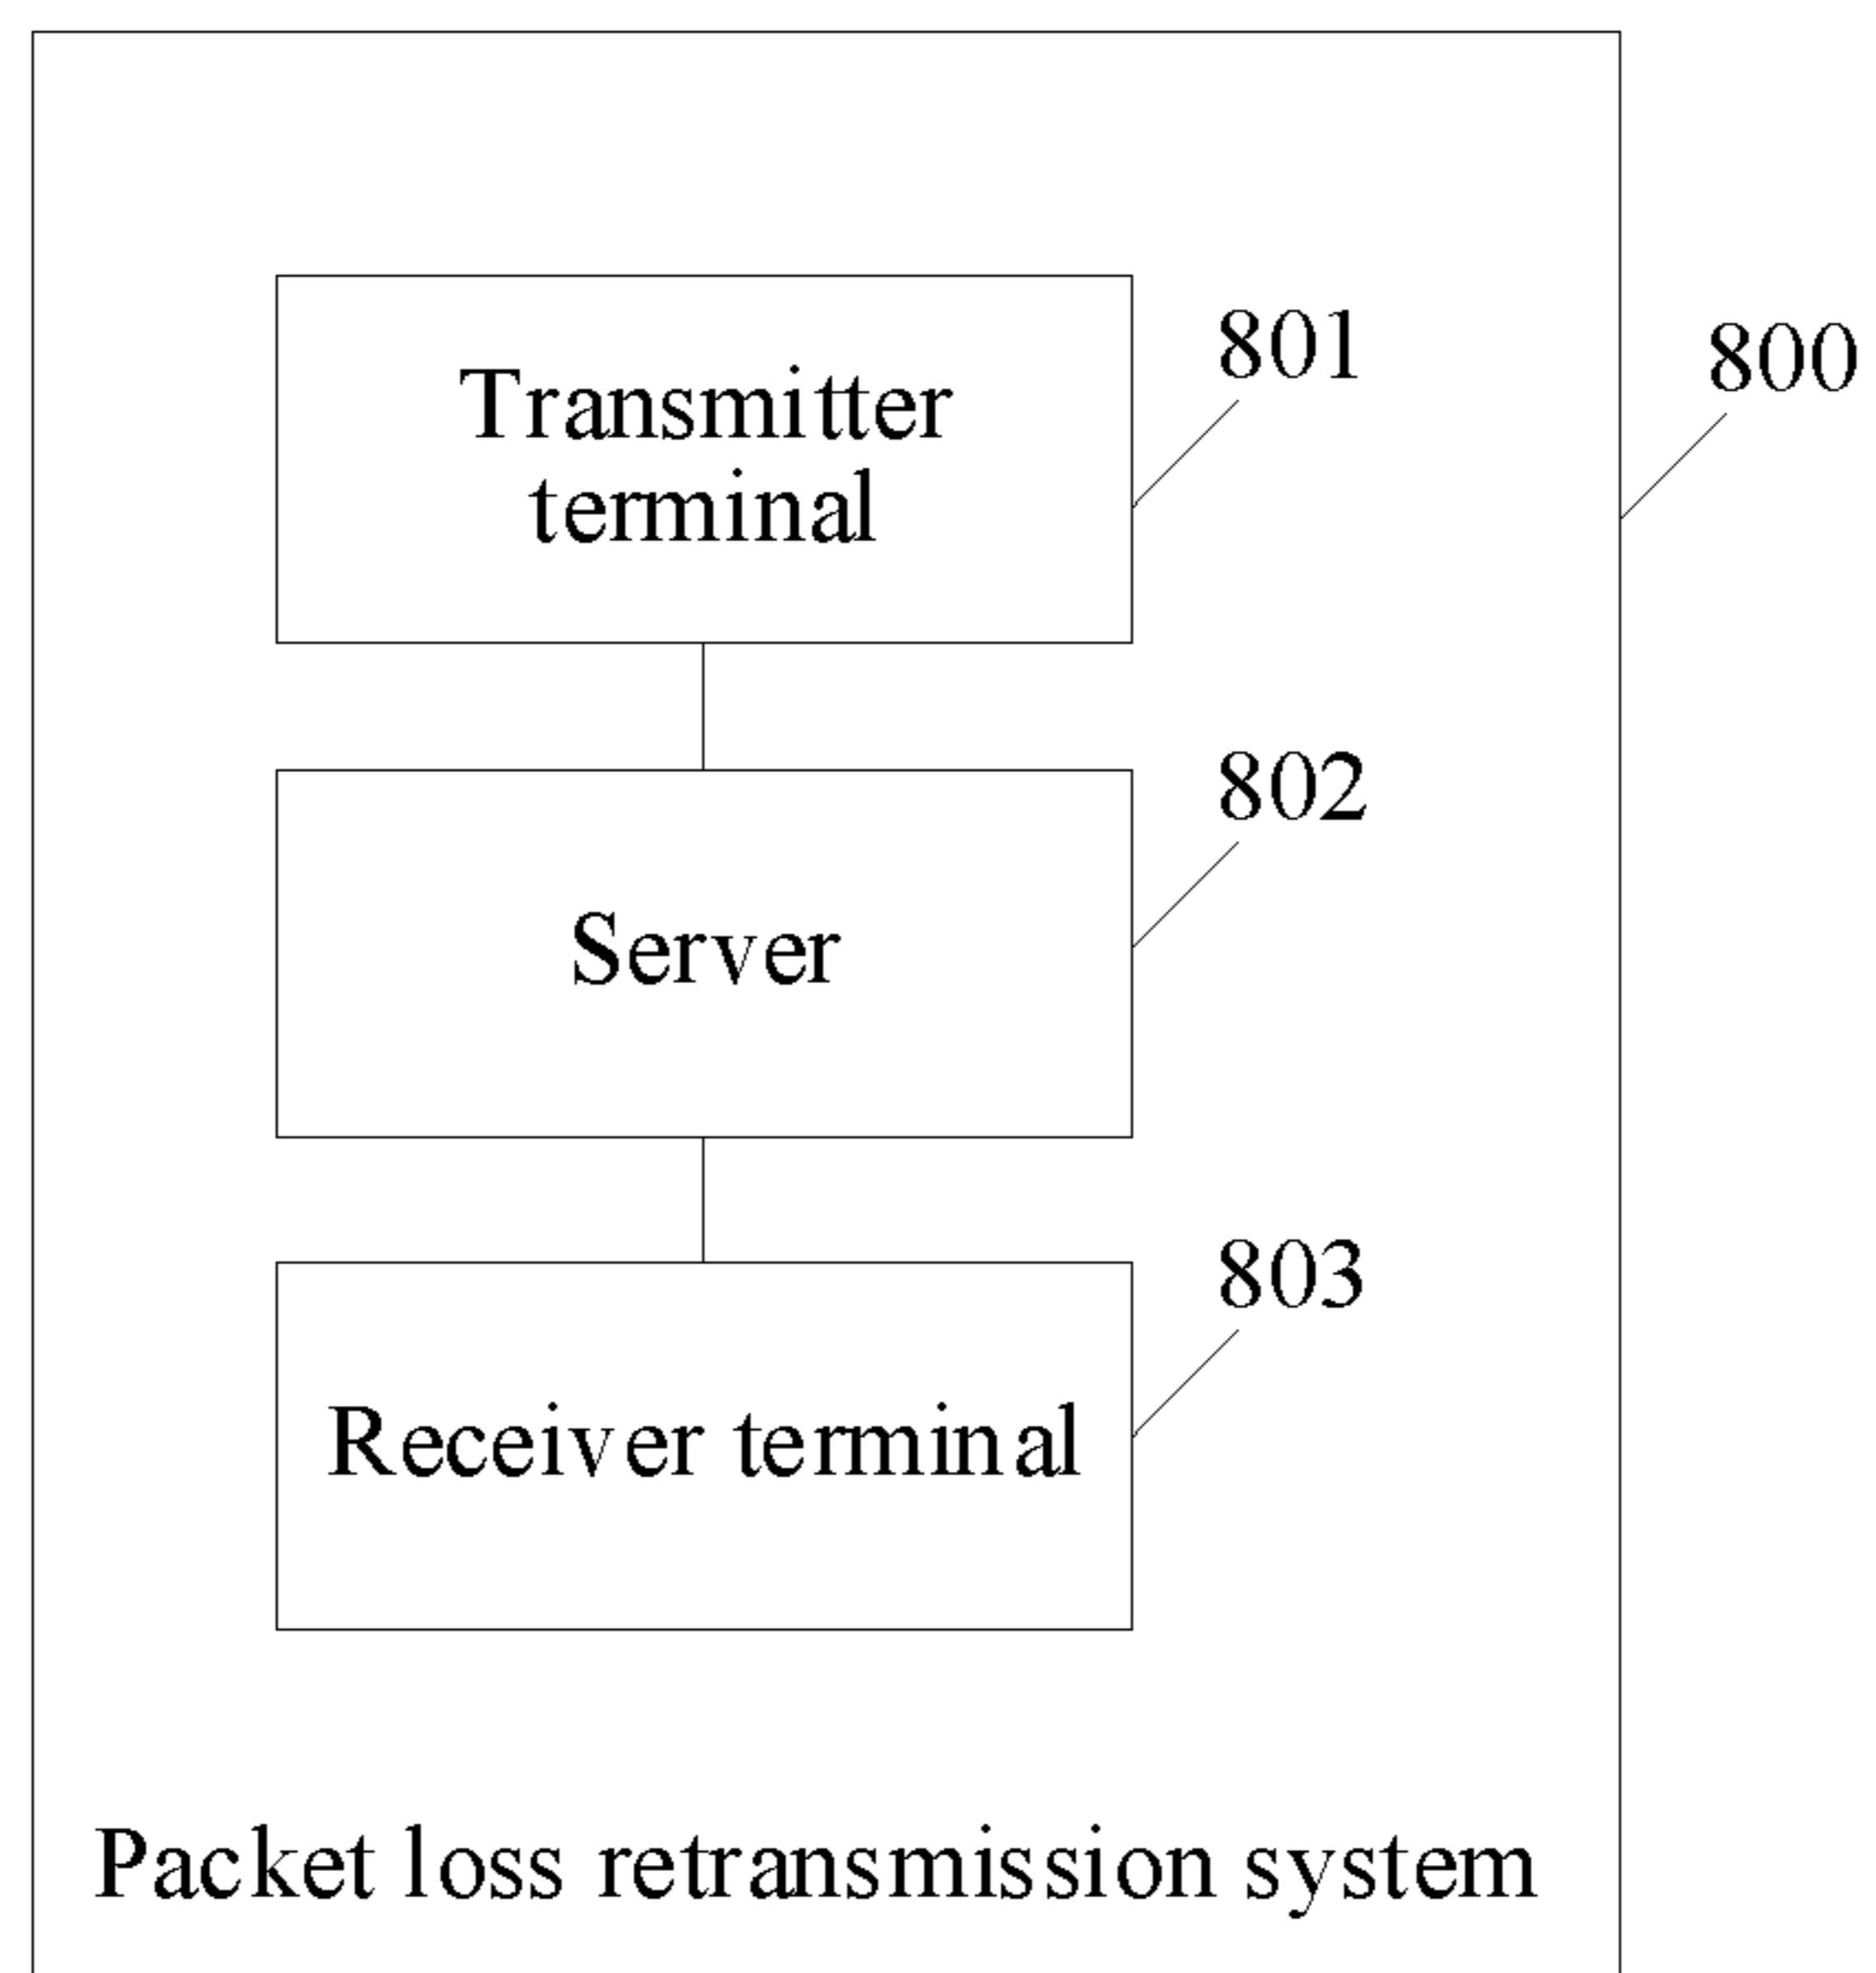 801
800
Transmitter
terminal
802
Server
803
Receiver terminal
Packet loss retransmission system